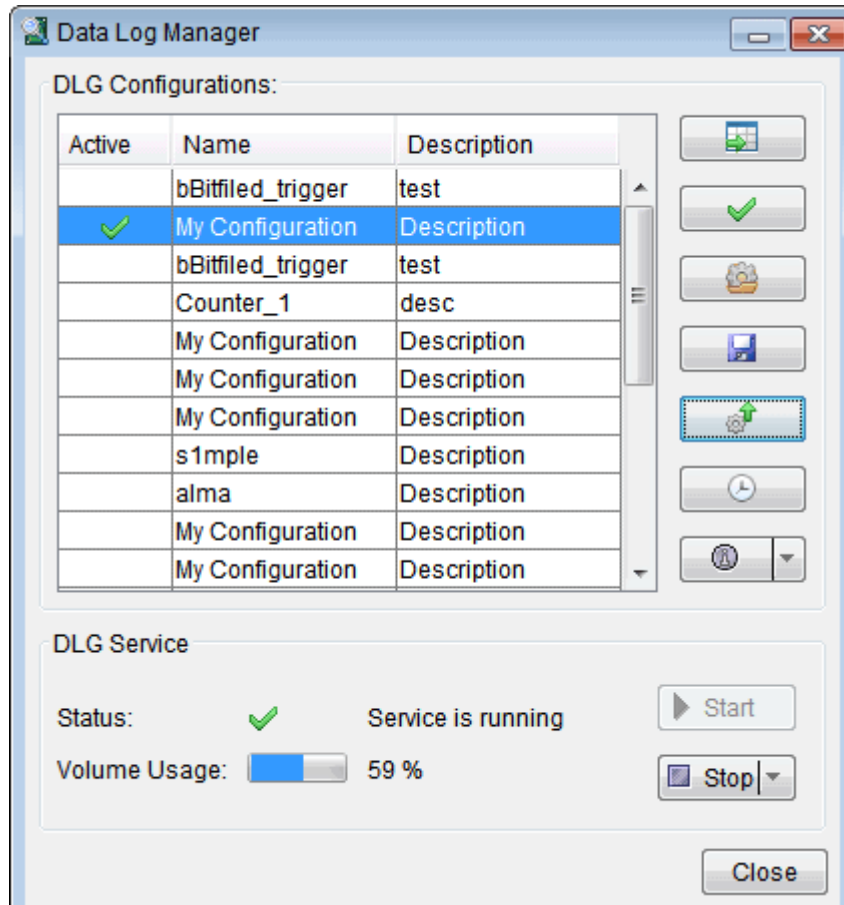 Data Log Manager
DLG Configurations:
Active Name Description
bBitfiled_trigger test
My Configuration Description
bBitfiled_trigger test
Counter_1 desc
My Configuration Description
My Configuration Description
My Configuration Description
s1mple Description
alma Description
My Configuration Description
My Configuration Description
DLG Service
Status: Service is running Start
Volume Usage: 59 % Stop
Close